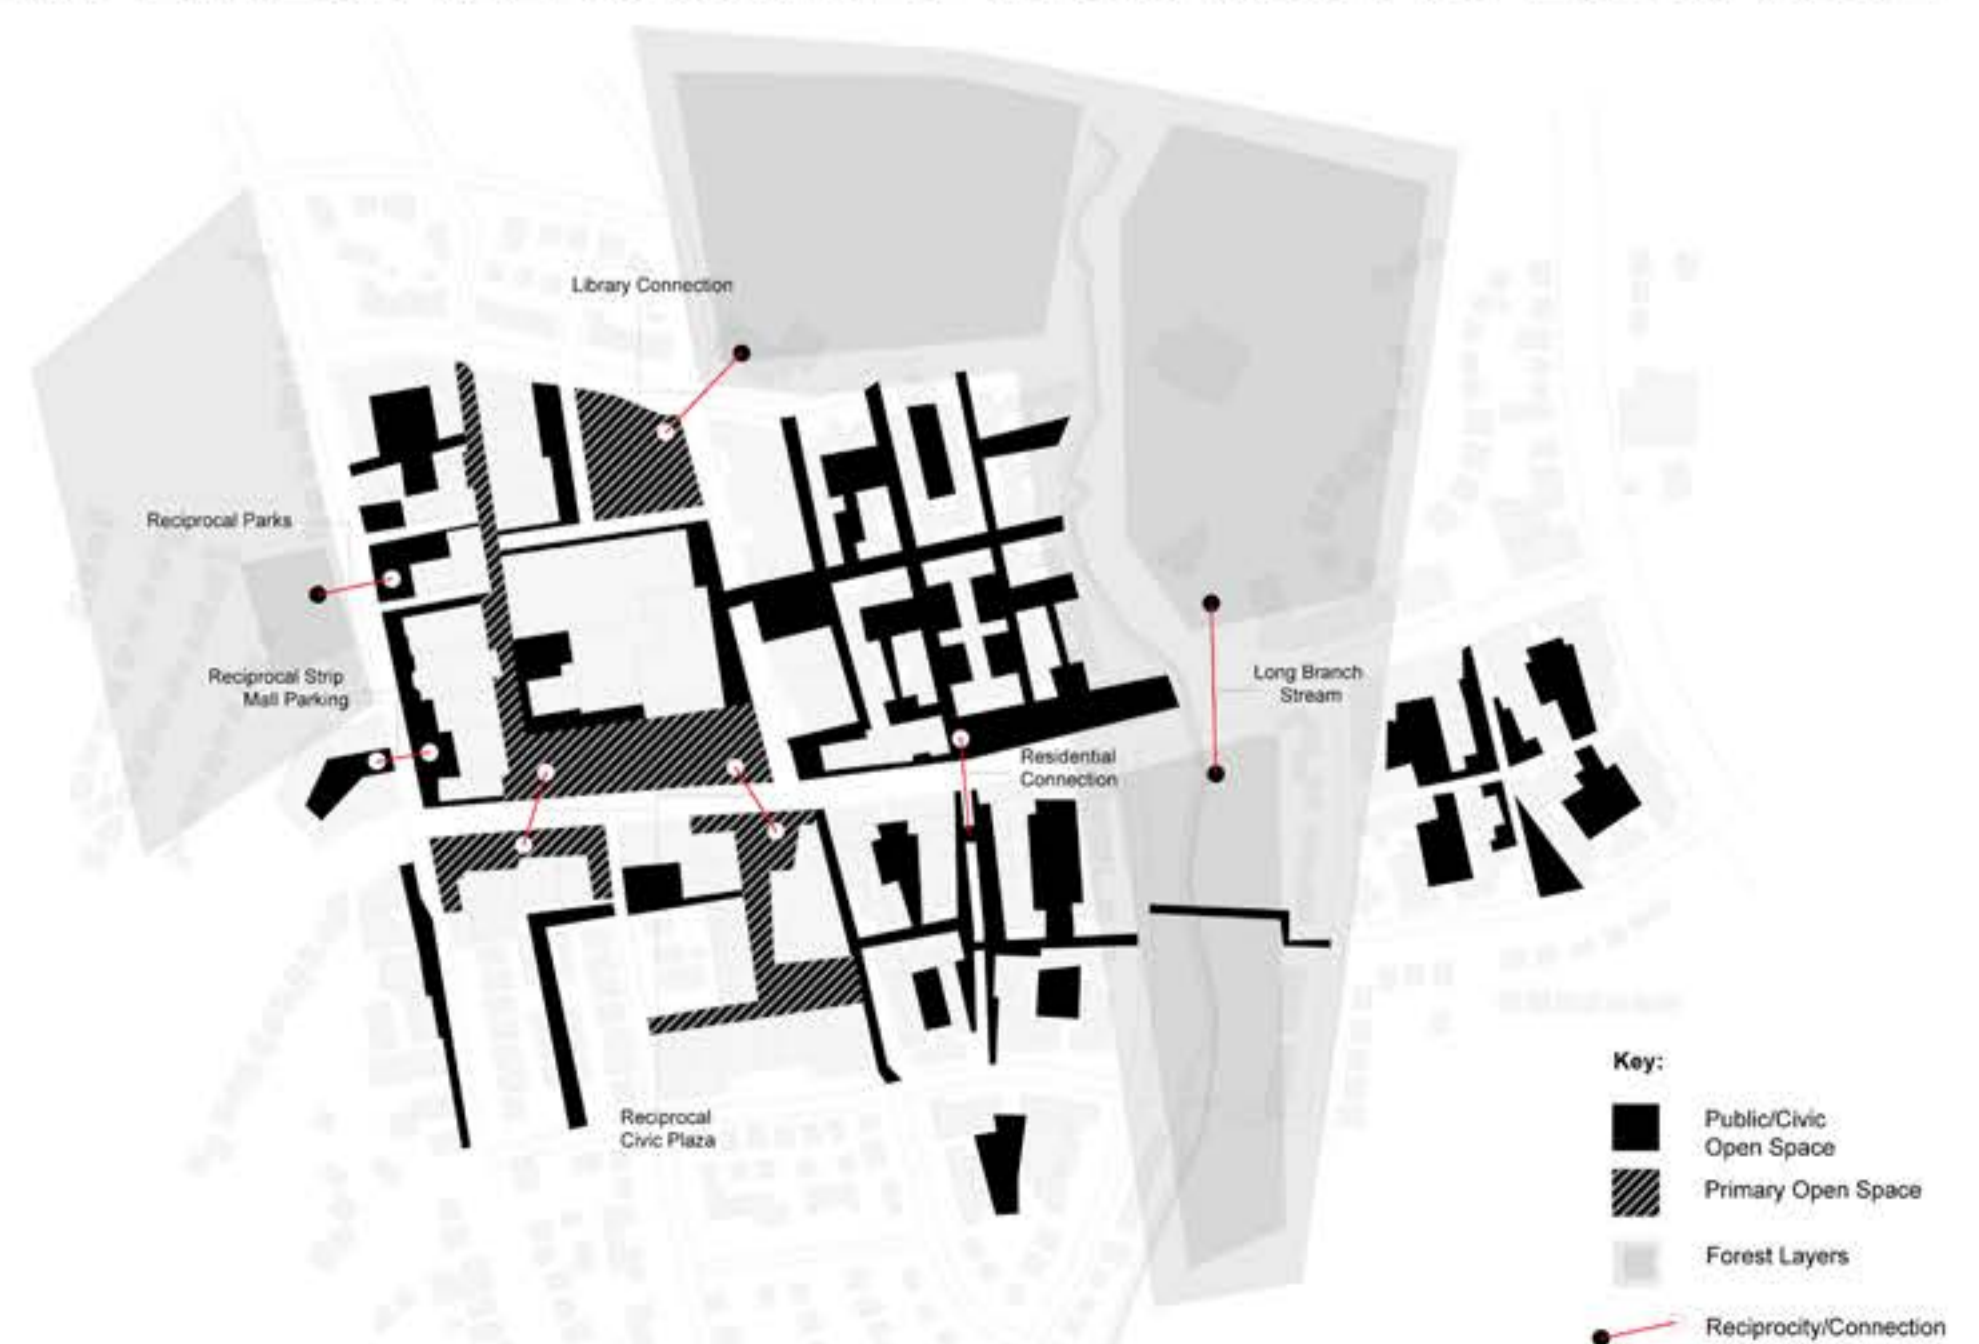 Library Connection
Reciprocal Parks
Reciprocal Strip
Mall Parking
Long Branch
Stream
Residential
Connection
Reciprocal
Civic Plaza
Key:
Public/Civic
Open Space
Primary Open Space
Forest Layers
Reciprocity/Connection